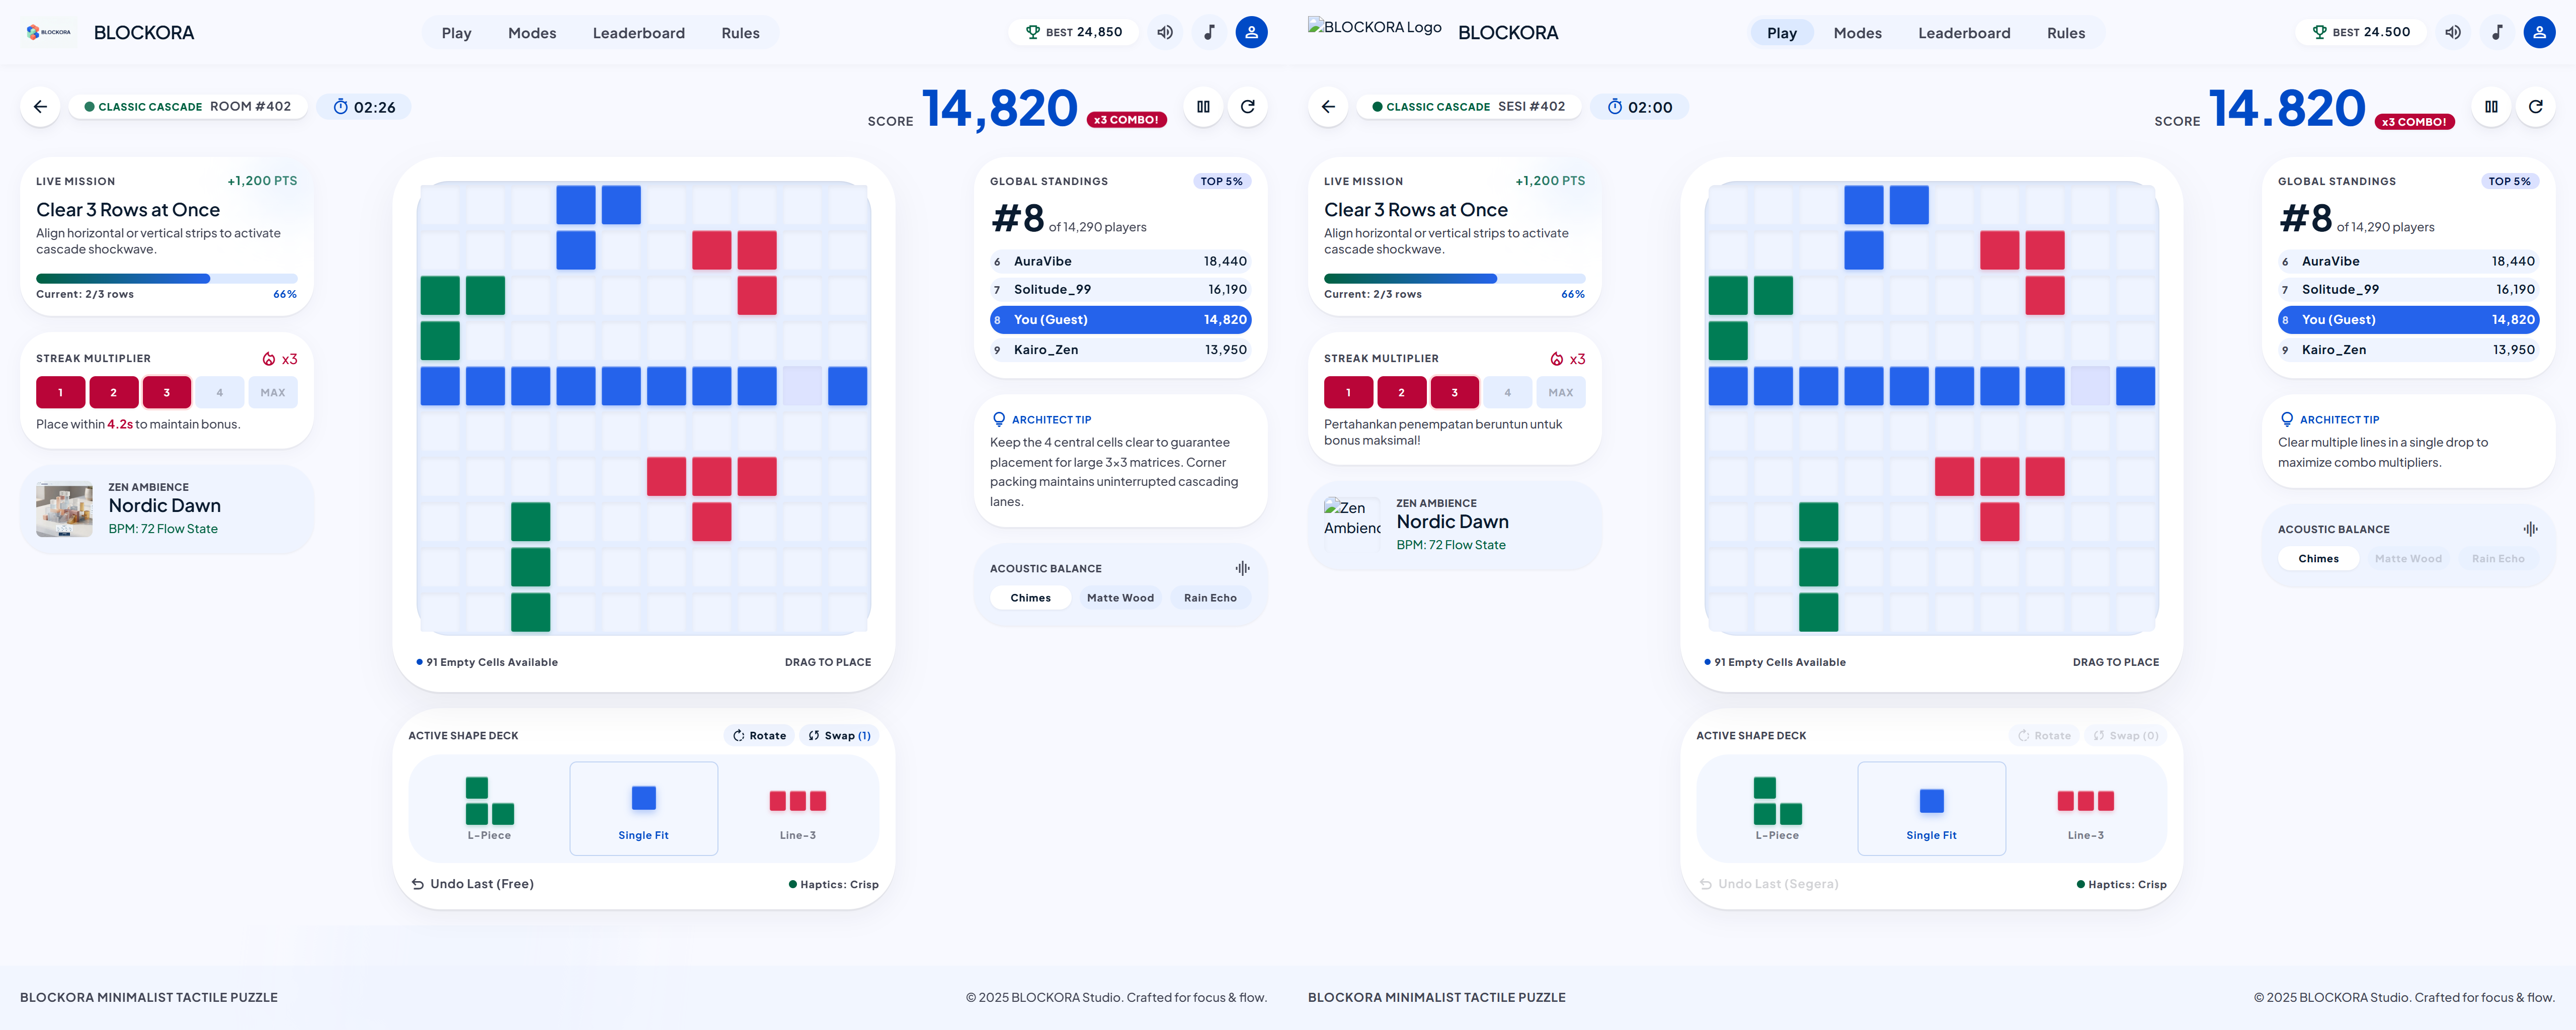 BLOCKORA
BLOCKORA
Play
Modes
Leaderboard
Rules
BEST 24,850
CLASSIC CASCADE ROOM #402
02:26
SCORE 14,820 x3 COMBO!
LIVE MISSION
+1,200 PTS
Clear 3 Rows at Once
Align horizontal or vertical strips to activate
cascade shockwave.
Current: 2/3 rows
66%
STREAK MULTIPLIER
x3
1
2
3
4
MAX
Place within 4.2s to maintain bonus.
ZEN AMBIENCE
Nordic Dawn
BPM: 72 Flow State
91 Empty Cells Available
DRAG TO PLACE
ACTIVE SHAPE DECK
Rotate
Swap (1)
L-Piece
Single Fit
Line-3
Undo Last (Free)
Haptics: Crisp
GLOBAL STANDINGS
TOP 5%
#8 of 14,290 players
6 AuraVibe 18,440
7 Solitude_99 16,190
8 You (Guest) 14,820
9 Kairo_Zen 13,950
ARCHITECT TIP
Keep the 4 central cells clear to guarantee
placement for large 3×3 matrices. Corner
packing maintains uninterrupted cascading
lanes.
ACOUSTIC BALANCE
Chimes
Matte Wood
Rain Echo
BLOCKORA MINIMALIST TACTILE PUZZLE
© 2025 BLOCKORA Studio. Crafted for focus & flow.
BLOCKORA Logo
BLOCKORA
Play
Modes
Leaderboard
Rules
BEST 24.500
CLASSIC CASCADE SESI #402
02:00
SCORE 14.820 x3 COMBO!
LIVE MISSION
+1,200 PTS
Clear 3 Rows at Once
Align horizontal or vertical strips to activate
cascade shockwave.
Current: 2/3 rows
66%
STREAK MULTIPLIER
x3
1
2
3
4
MAX
Pertahankan penempatan beruntun untuk
bonus maksimal!
Zen
Ambienc
ZEN AMBIENCE
Nordic Dawn
BPM: 72 Flow State
91 Empty Cells Available
DRAG TO PLACE
ACTIVE SHAPE DECK
Rotate
Swap (0)
L-Piece
Single Fit
Line-3
Undo Last (Segera)
Haptics: Crisp
GLOBAL STANDINGS
TOP 5%
#8 of 14,290 players
6 AuraVibe 18,440
7 Solitude_99 16,190
8 You (Guest) 14,820
9 Kairo_Zen 13,950
ARCHITECT TIP
Clear multiple lines in a single drop to
maximize combo multipliers.
ACOUSTIC BALANCE
Chimes
Matte Wood
Rain Echo
BLOCKORA MINIMALIST TACTILE PUZZLE
© 2025 BLOCKORA Studio. Crafted for focus & flow.